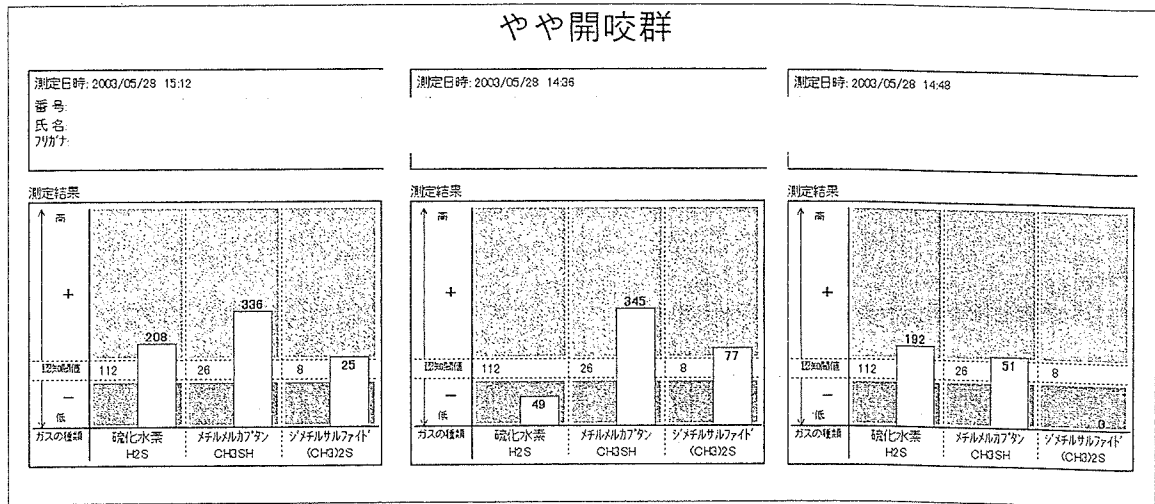 やや開咬群
測定日時: 2003/05/28 15:12
番号:
氏名:
フリガナ:
測定結果
高
+
認知閾値
−
低
112
26
8
208
336
25
ガスの種類
硫化水素
H2S
メチルメルカプタン
CH3SH
ジメチルサルファイド
(CH3)2S
測定日時: 2003/05/28 14:36
測定結果
高
+
認知閾値
−
低
112
26
8
49
345
77
ガスの種類
硫化水素
H2S
メチルメルカプタン
CH3SH
ジメチルサルファイド
(CH3)2S
測定日時: 2003/05/28 14:48
測定結果
高
+
認知閾値
−
低
112
26
8
192
51
0
ガスの種類
硫化水素
H2S
メチルメルカプタン
CH3SH
ジメチルサルファイド
(CH3)2S